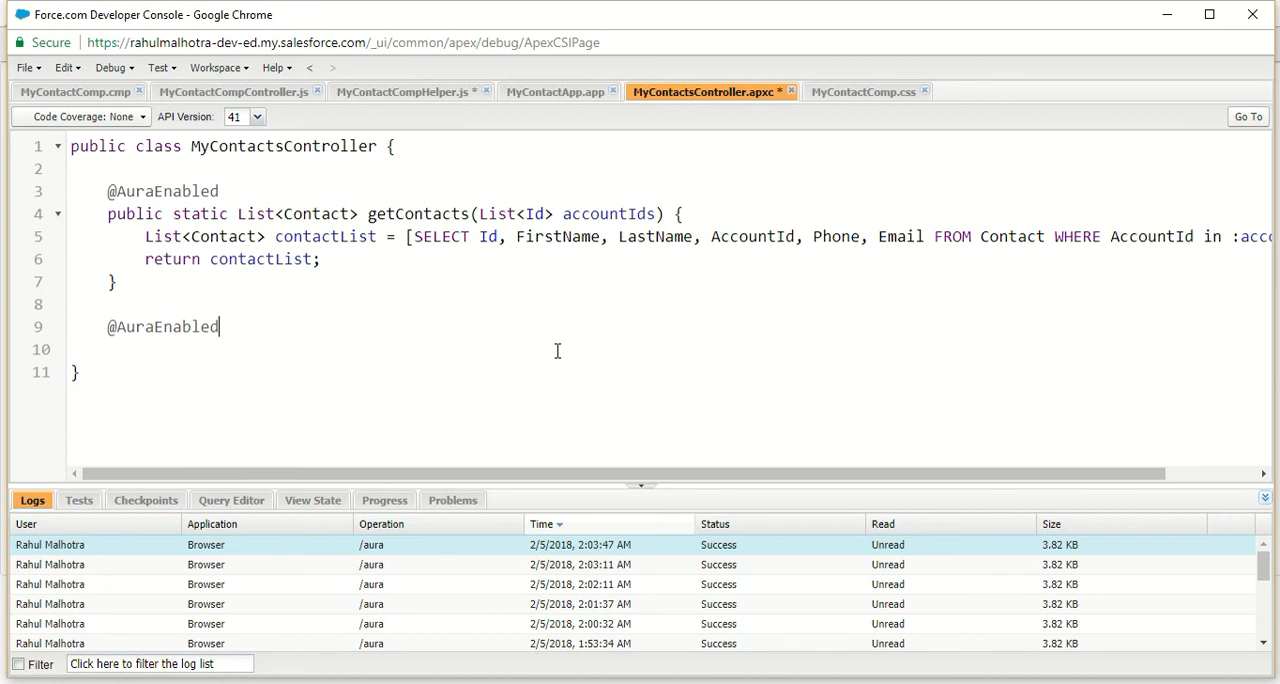 Force.com Developer Console - Google Chrome
Secure https://rahulmalhotra-dev-ed.my.salesforce.com/_ui/common/apex/debug/ApexCSIPage
File Edit Debug Test Workspace Help < >
MyContactComp.cmp MyContactCompController.js MyContactCompHelper.js * MyContactApp.app MyContactsController.apxc * MyContactComp.css
Code Coverage: None API Version: 41 Go To
1 public class MyContactsController {
2
3 @AuraEnabled
4 public static List<Contact> getContacts(List<Id> accountIds) {
5 List<Contact> contactList = [SELECT Id, FirstName, LastName, AccountId, Phone, Email FROM Contact WHERE AccountId in :acco
6 return contactList;
7 }
8
9 @AuraEnabled
10
11 }
Logs Tests Checkpoints Query Editor View State Progress Problems
User Application Operation Time Status Read Size
Rahul Malhotra Browser /aura 2/5/2018, 2:03:47 AM Success Unread 3.82 KB
Rahul Malhotra Browser /aura 2/5/2018, 2:03:11 AM Success Unread 3.82 KB
Rahul Malhotra Browser /aura 2/5/2018, 2:02:11 AM Success Unread 3.82 KB
Rahul Malhotra Browser /aura 2/5/2018, 2:01:37 AM Success Unread 3.82 KB
Rahul Malhotra Browser /aura 2/5/2018, 2:00:32 AM Success Unread 3.82 KB
Rahul Malhotra Browser /aura 2/5/2018, 1:53:34 AM Success Unread 3.82 KB
Filter Click here to filter the log list